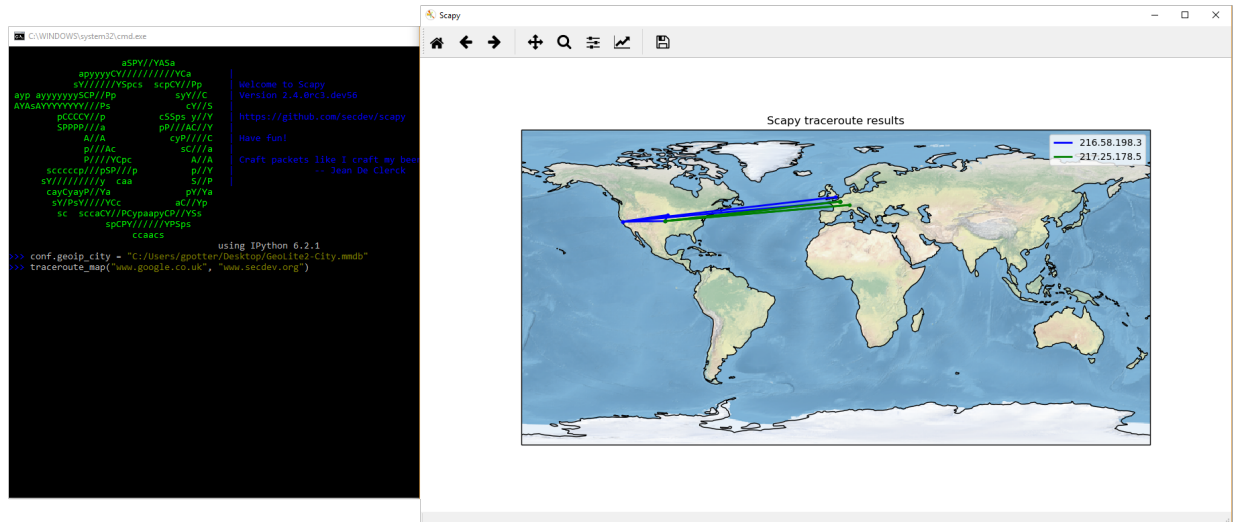 C:\WINDOWS\system32\cmd.exe
aSPY//YASa
apyyyyCY//////////YCa |
sY//////YSpcs scpCY//Pp | Welcome to Scapy
ayp ayyyyyyySCP//Pp syY//C | Version 2.4.0rc3.dev58
AYAsAYYYYYYYY///Ps cY//S |
pCCCCY//p cSSps y//Y | https://github.com/secdev/scapy
SPPPP///a pP///AC//Y |
A//A cyP////C | Have fun!
p///Ac sC///a |
P////YCpc A//A | Craft packets like I craft my beer
scccccp///pSP///p p//Y | -- Jean De Clerck
sY/////////y caa S//P |
cayCyayP//Ya pY/Ya
sY/PsY////YCc aC//Yp
sc sccaCY//PCypaapyCP//YSs
spCPY//////YPSps
ccaacs
using IPython 6.2.1
>>> conf.geoip_city = "C:/Users/gpotter/Desktop/GeoLite2-City.mmdb"
>>> traceroute_map("www.google.co.uk", "www.secdev.org")
Scapy
Scapy traceroute results
216.58.198.3
217.25.178.5